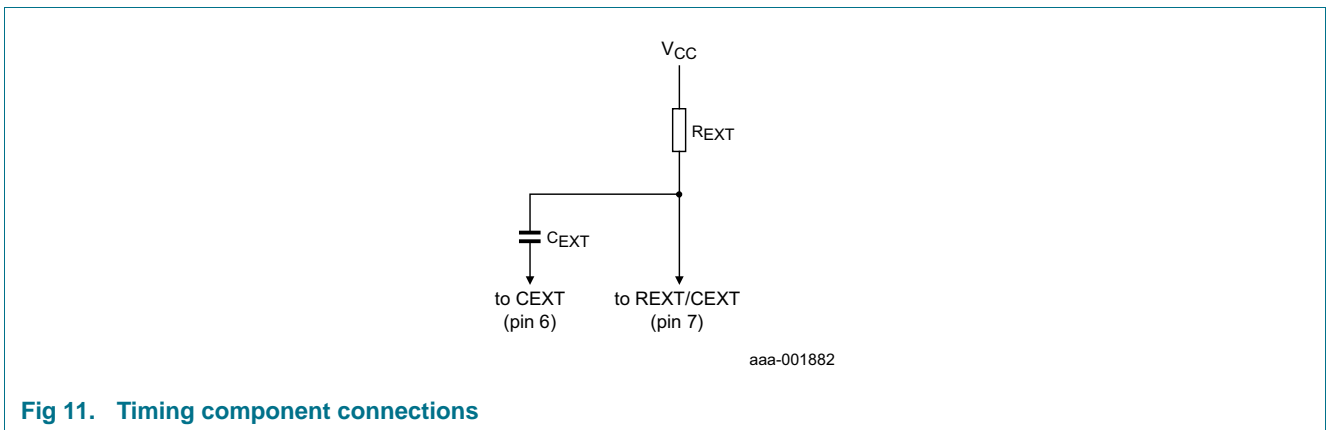 VCC
REXT
CEXT
to CEXT
(pin 6)
to REXT/CEXT
(pin 7)
aaa-001882
Fig 11. Timing component connections